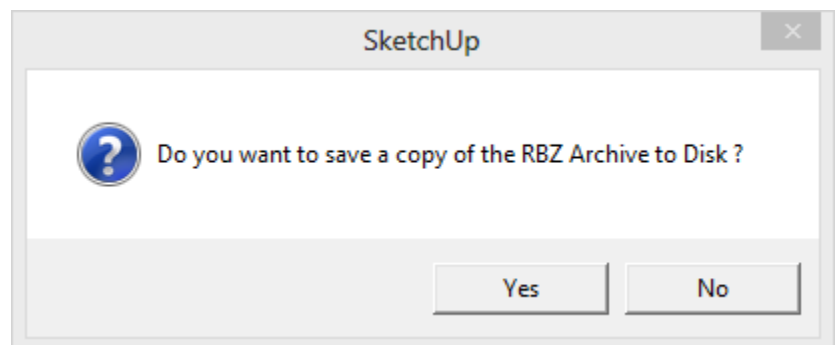 SketchUp
Do you want to save a copy of the RBZ Archive to Disk ?
Yes
No